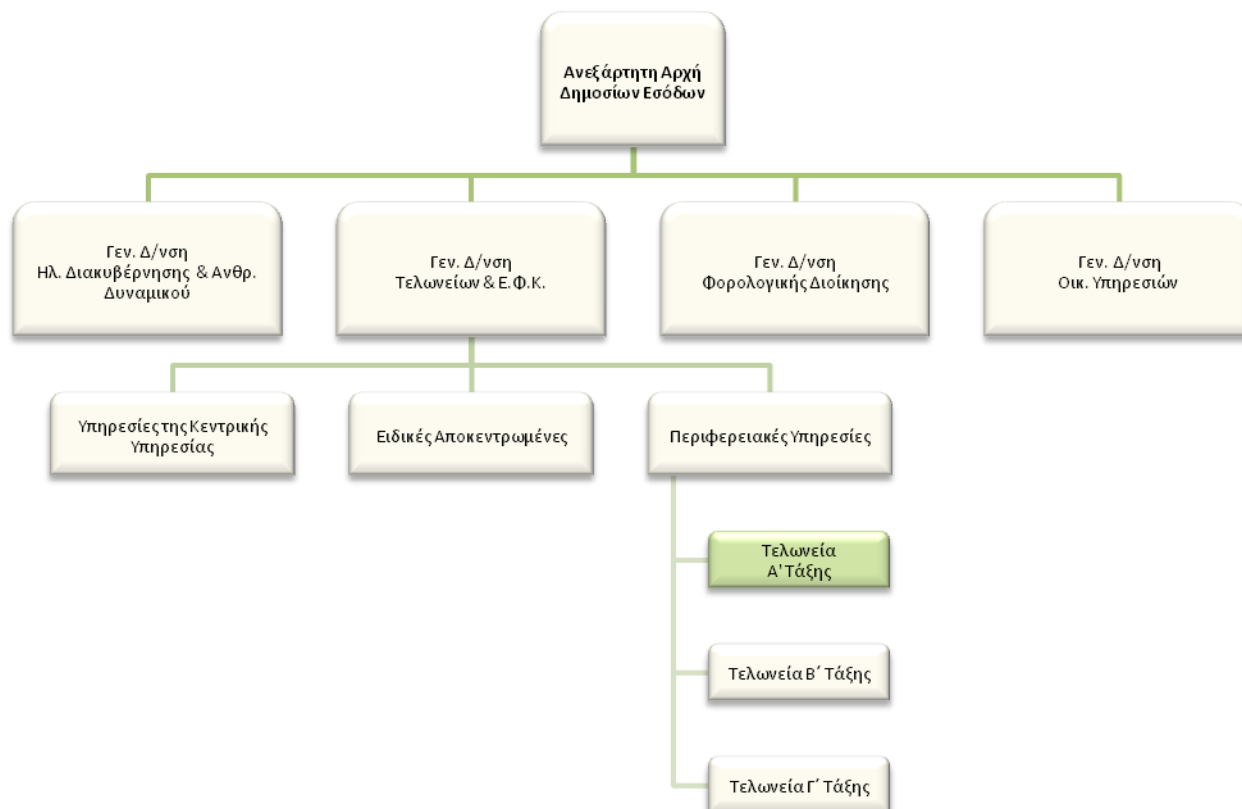 Ανεξάρτητη Αρχή
Δημοσίων Εσόδων
Γεν. Δ/νση
Ηλ. Διακυβέρνησης & Ανθρ.
Δυναμικού
Γεν. Δ/νση
Τελωνείων & Ε.Φ.Κ.
Γεν. Δ/νση
Φορολογικής Διοίκησης
Γεν. Δ/νση
Οικ. Υπηρεσιών
Υπηρεσίες της Κεντρικής
Υπηρεσίας
Ειδικές Αποκεντρωμένες
Περιφερειακές Υπηρεσίες
Τελωνεία
Α' Τάξης
Τελωνεία Β΄ Τάξης
Τελωνεία Γ΄ Τάξης